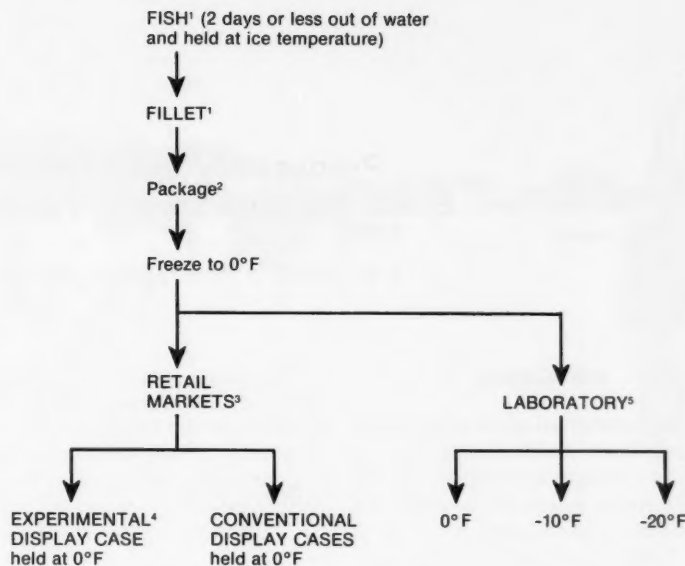 FISH¹ (2 days or less out of water
and held at ice temperature)
FILLET¹
Package²
Freeze to 0°F
RETAIL
MARKETS³
LABORATORY⁵
EXPERIMENTAL⁴
DISPLAY CASE
held at 0°F
CONVENTIONAL
DISPLAY CASES
held at 0°F
0°F
-10°F
-20°F